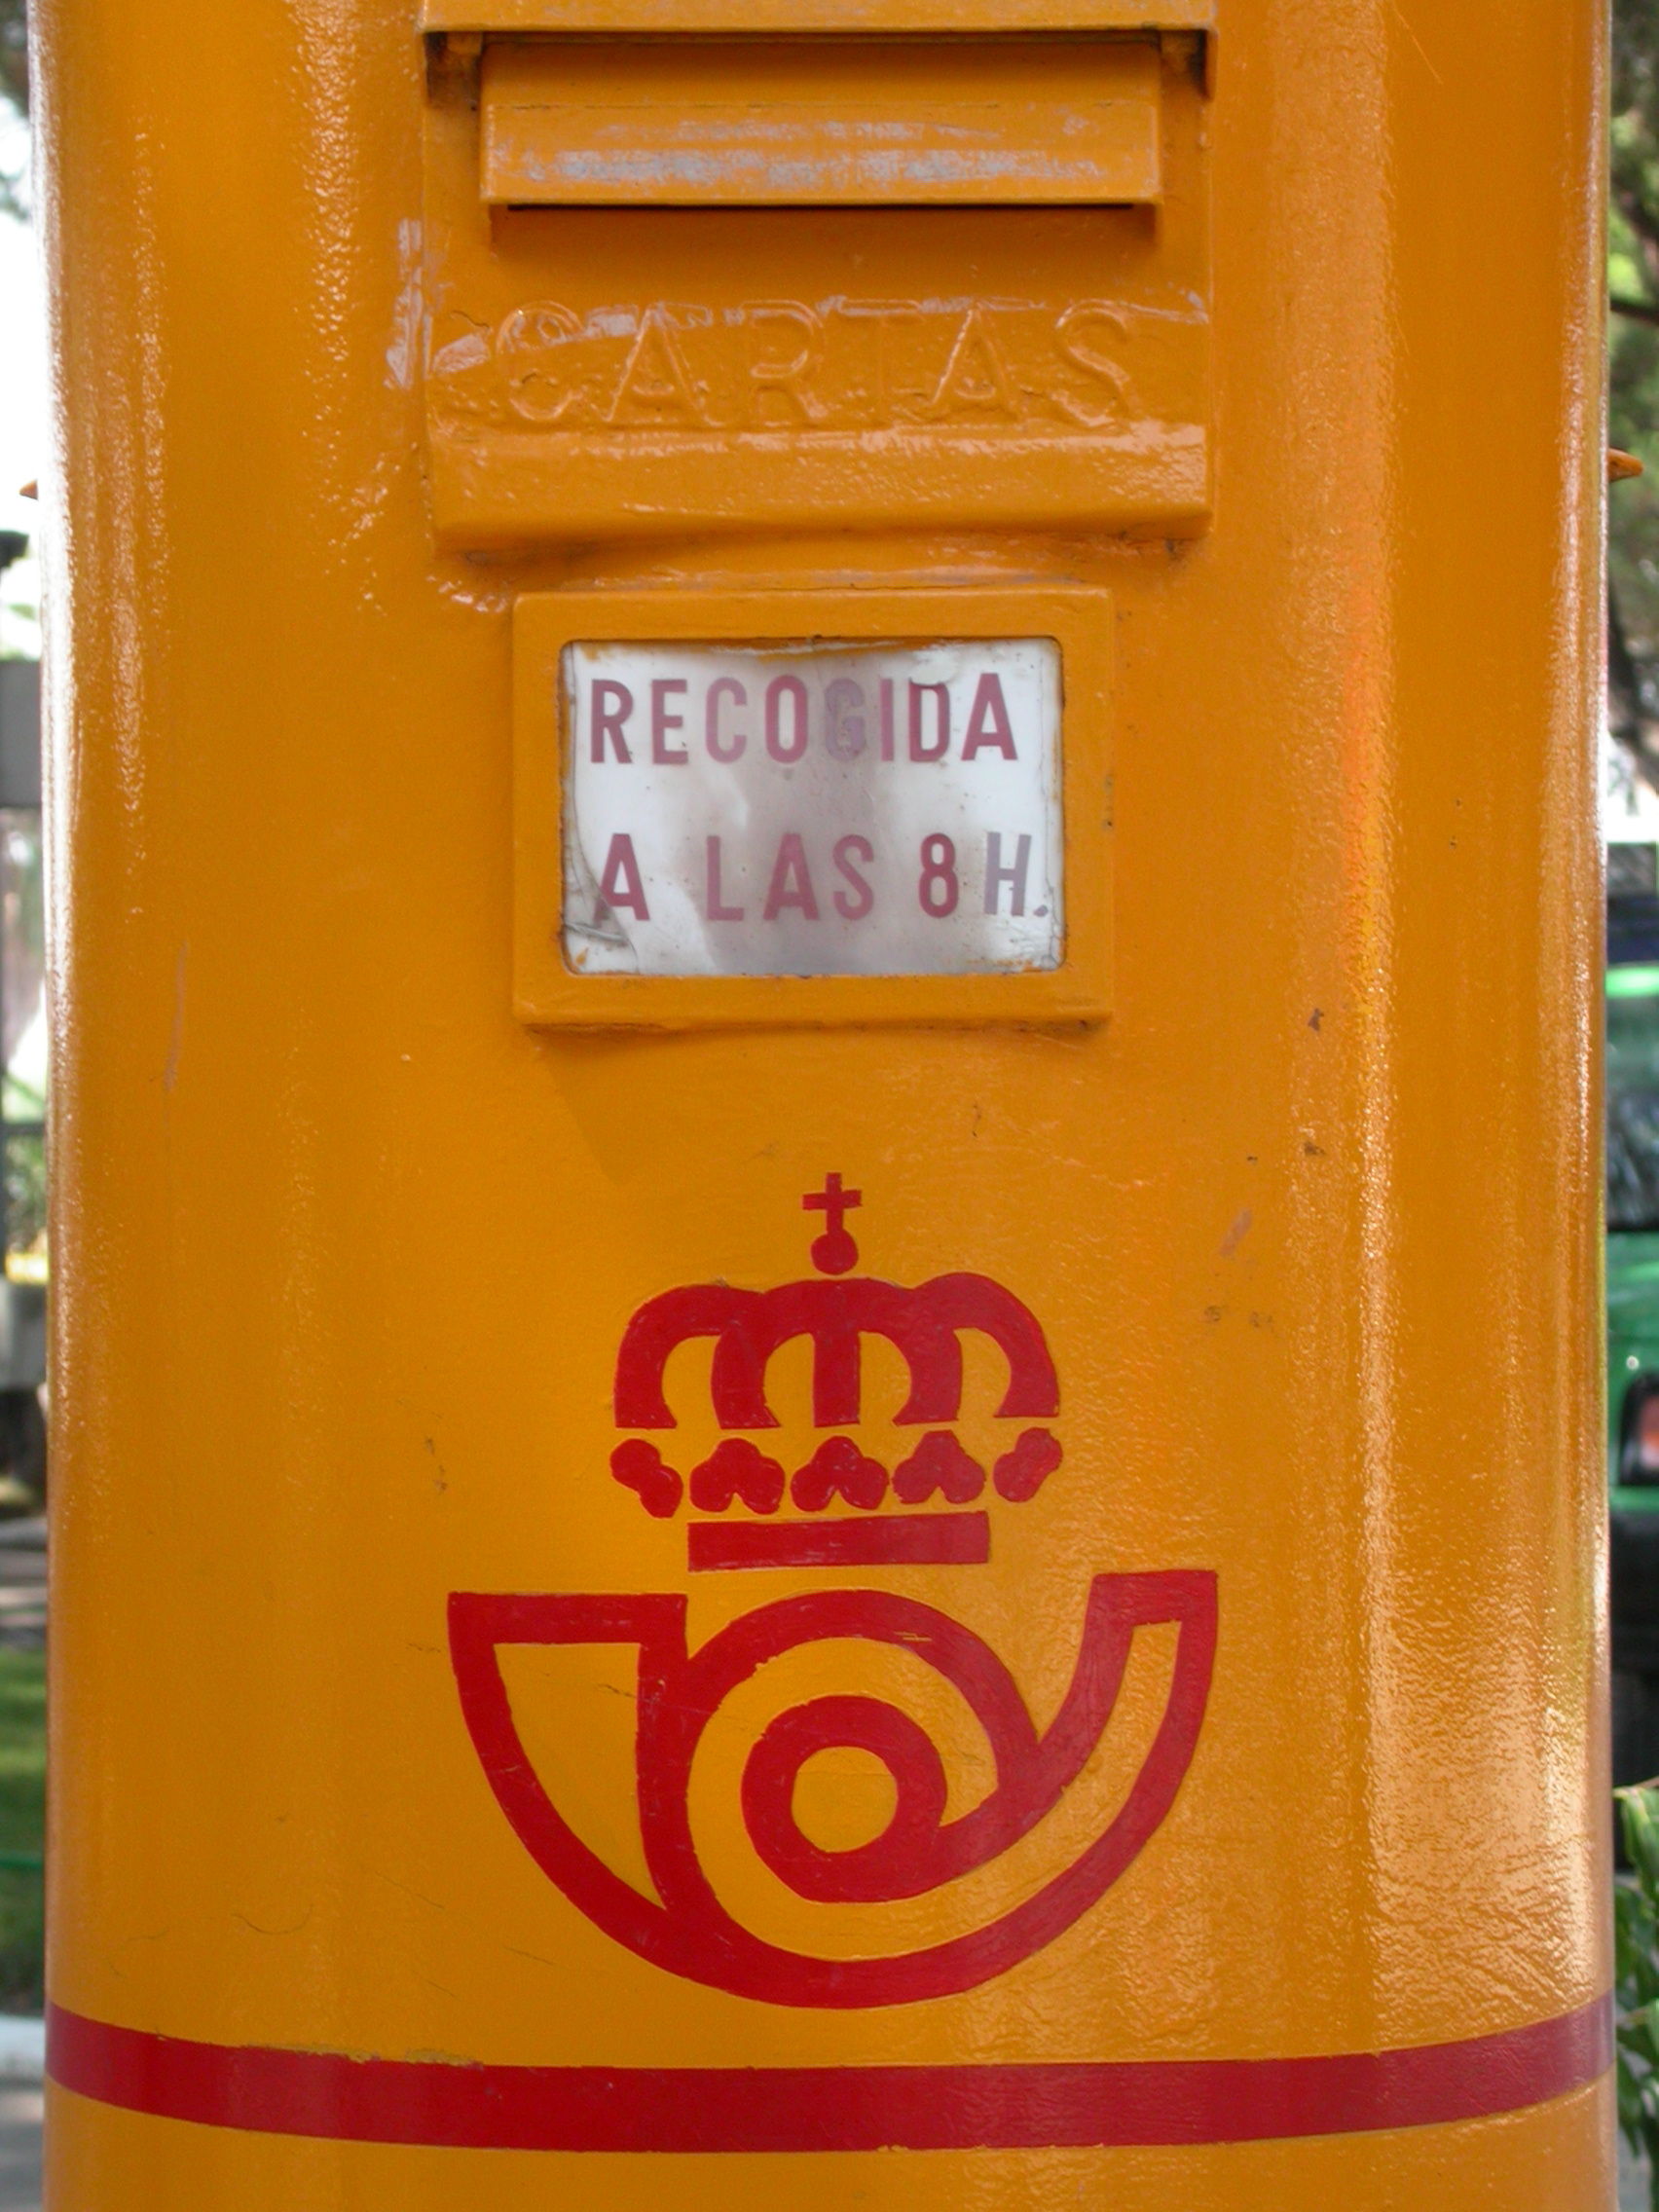 CARTAS
RECOGIDA
A LAS 8 H.